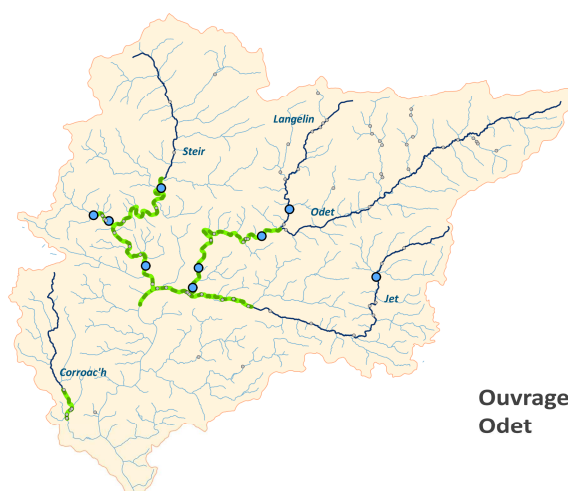 Langelin
Steir
Odet
Jet
Corroac'h
Ouvrage
Odet